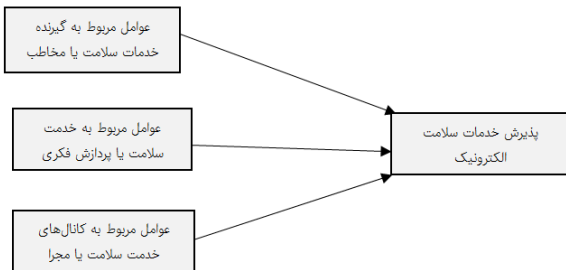 عوامل مربوط به گیرنده
خدمات سلامت یا مخاطب
عوامل مربوط به خدمت
سلامت یا پردازش فکری
عوامل مربوط به کانال‌های
خدمت سلامت یا مجرا
پذیرش خدمات سلامت
الکترونیک